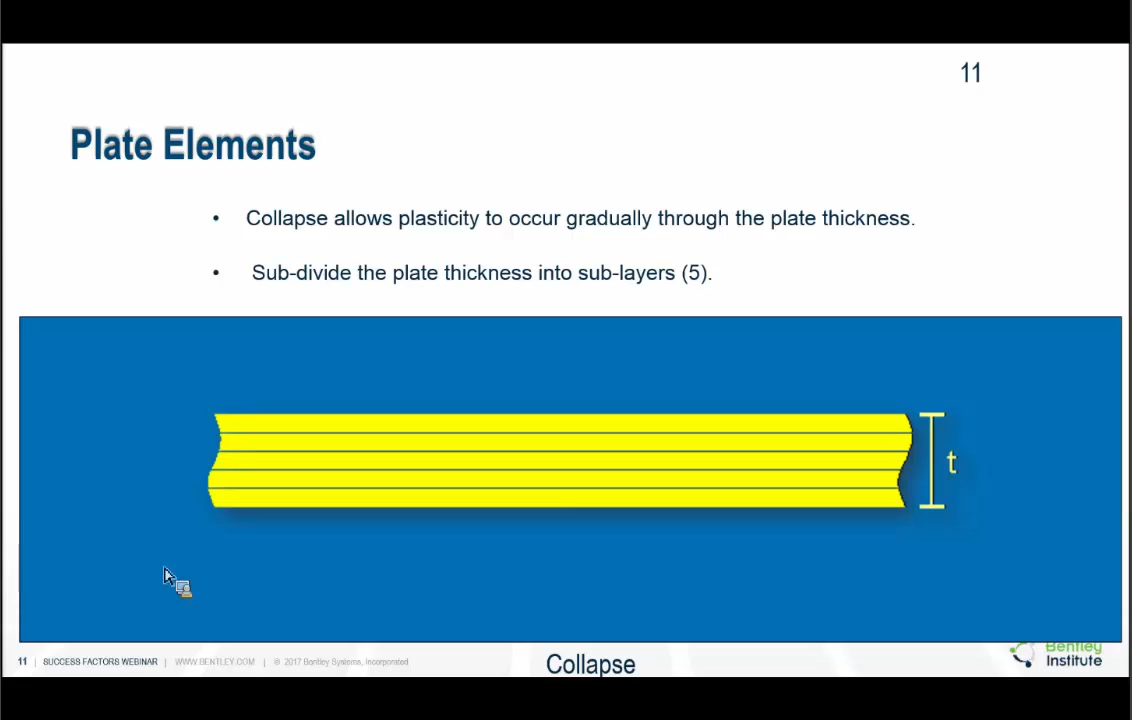 11
Plate Elements
• Collapse allows plasticity to occur gradually through the plate thickness.
• Sub-divide the plate thickness into sub-layers (5).
t
11 | SUCCESS FACTORS WEBINAR | WWW.BENTLEY.COM | © 2017 Bentley Systems, Incorporated
Collapse
Bentley
Institute